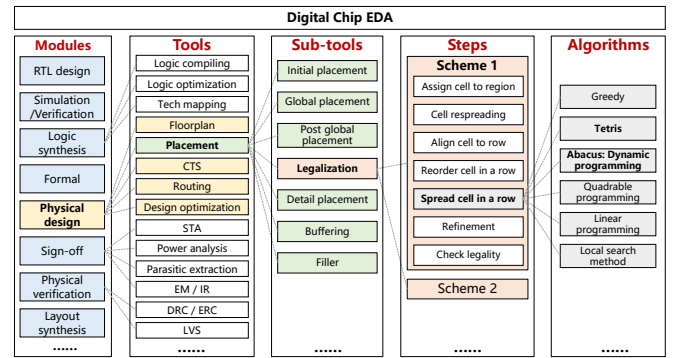 Digital Chip EDA
Modules
RTL design
Simulation
/Verification
Logic
synthesis
Formal
Physical
design
Sign-off
Physical
verification
Layout
synthesis
......
Tools
Logic compiling
Logic optimization
Tech mapping
Floorplan
Placement
CTS
Routing
Design optimization
STA
Power analysis
Parasitic extraction
EM / IR
DRC / ERC
LVS
......
Sub-tools
Initial placement
Global placement
Post global
placement
Legalization
Detail placement
Buffering
Filler
......
Steps
Scheme 1
Assign cell to region
Cell respreading
Align cell to row
Reorder cell in a row
Spread cell in a row
Refinement
Check legality
Scheme 2
......
Algorithms
Greedy
Tetris
Abacus: Dynamic
programming
Quadrable
programming
Linear
programming
Local search
method
......